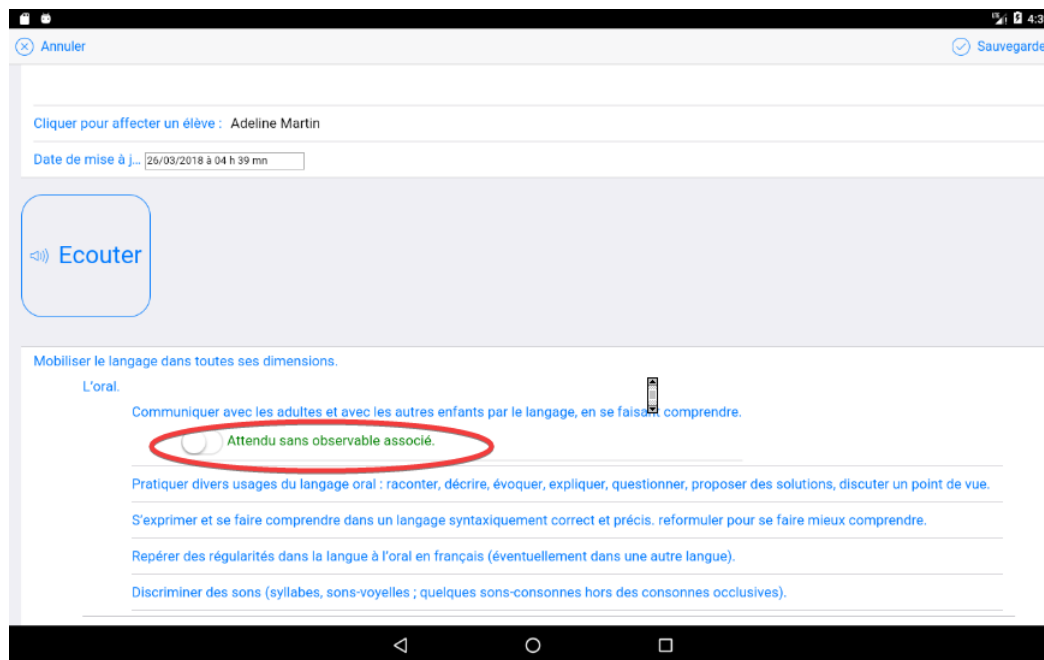 4:3
Annuler
Sauvegarde
Cliquer pour affecter un élève : Adeline Martin
Date de mise à j... 26/03/2018 à 04 h 39 mn
Ecouter
Mobiliser le langage dans toutes ses dimensions.
L'oral.
Communiquer avec les adultes et avec les autres enfants par le langage, en se faisant comprendre.
Attendu sans observable associé.
Pratiquer divers usages du langage oral : raconter, décrire, évoquer, expliquer, questionner, proposer des solutions, discuter un point de vue.
S'exprimer et se faire comprendre dans un langage syntaxiquement correct et précis. reformuler pour se faire mieux comprendre.
Repérer des régularités dans la langue à l'oral en français (éventuellement dans une autre langue).
Discriminer des sons (syllabes, sons-voyelles ; quelques sons-consonnes hors des consonnes occlusives).